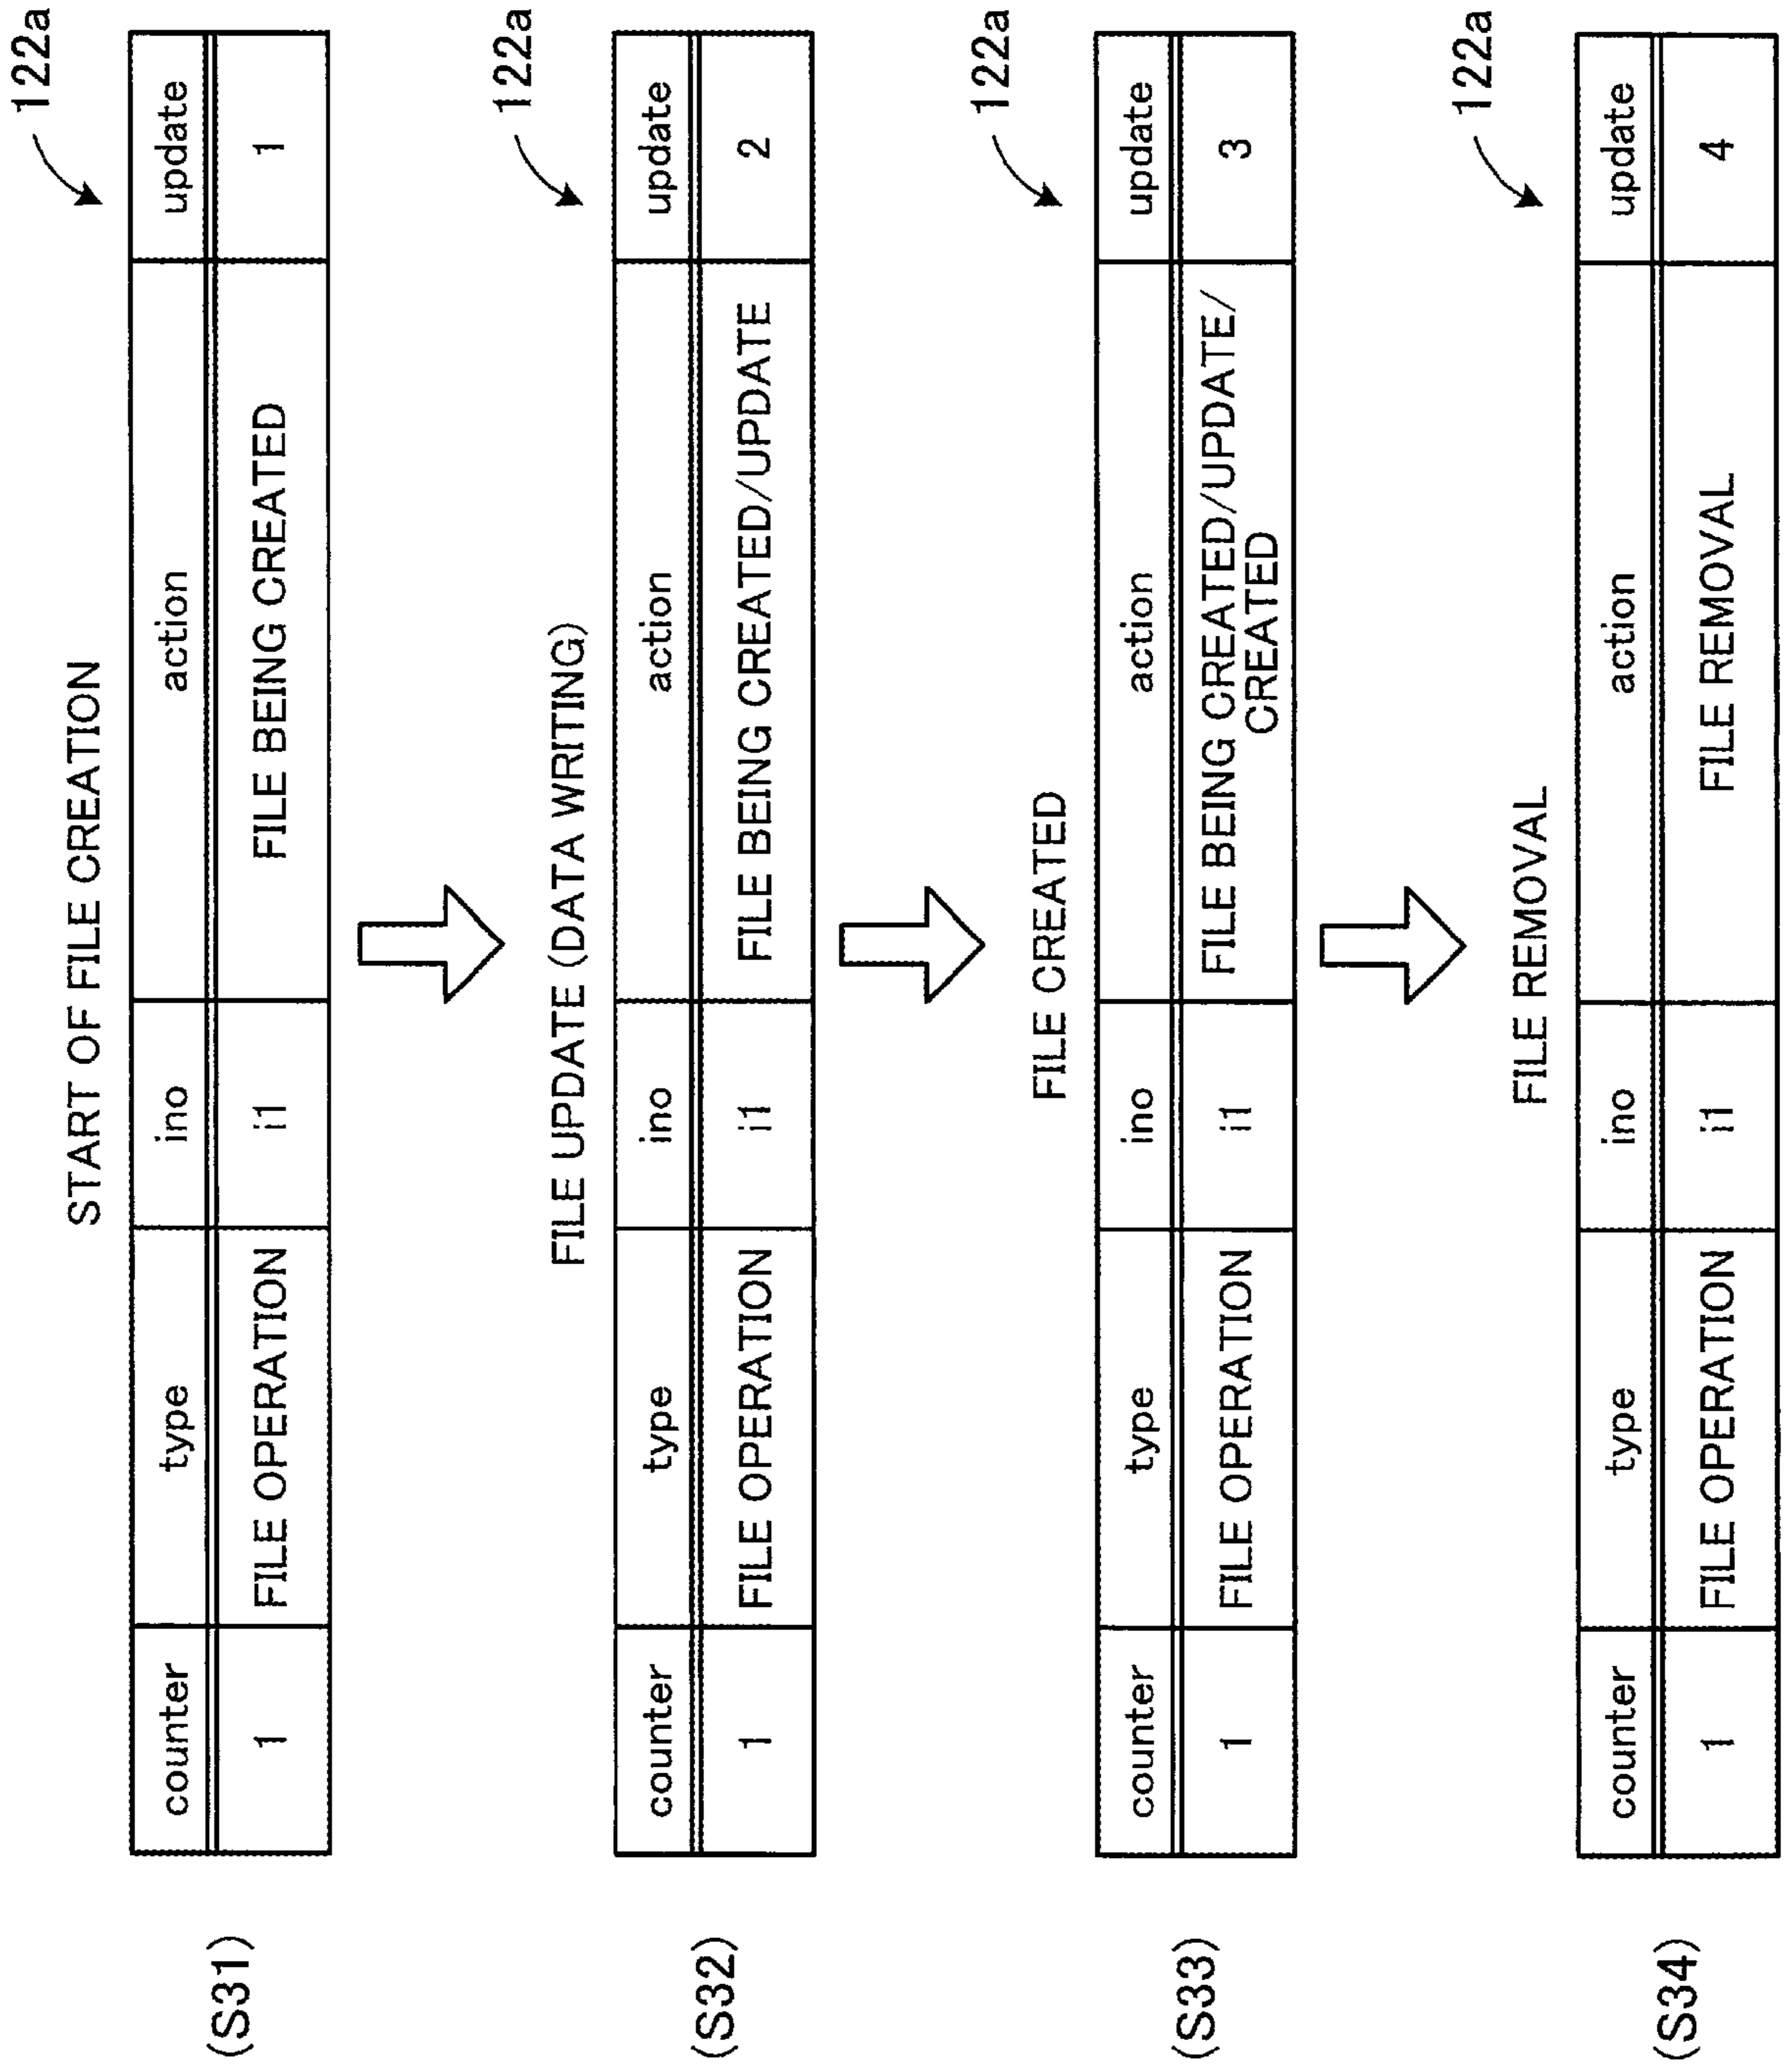 START OF FILE CREATION
122a
(S31)
counter type ino action update
1 FILE OPERATION i1 FILE BEING CREATED 1
FILE UPDATE (DATA WRITING)
122a
(S32)
counter type ino action update
1 FILE OPERATION i1 FILE BEING CREATED/UPDATE 2
FILE CREATED
122a
(S33)
counter type ino action update
1 FILE OPERATION i1 FILE BEING CREATED/UPDATE/ 3
CREATED
FILE REMOVAL
122a
(S34)
counter type ino action update
1 FILE OPERATION i1 FILE REMOVAL 4